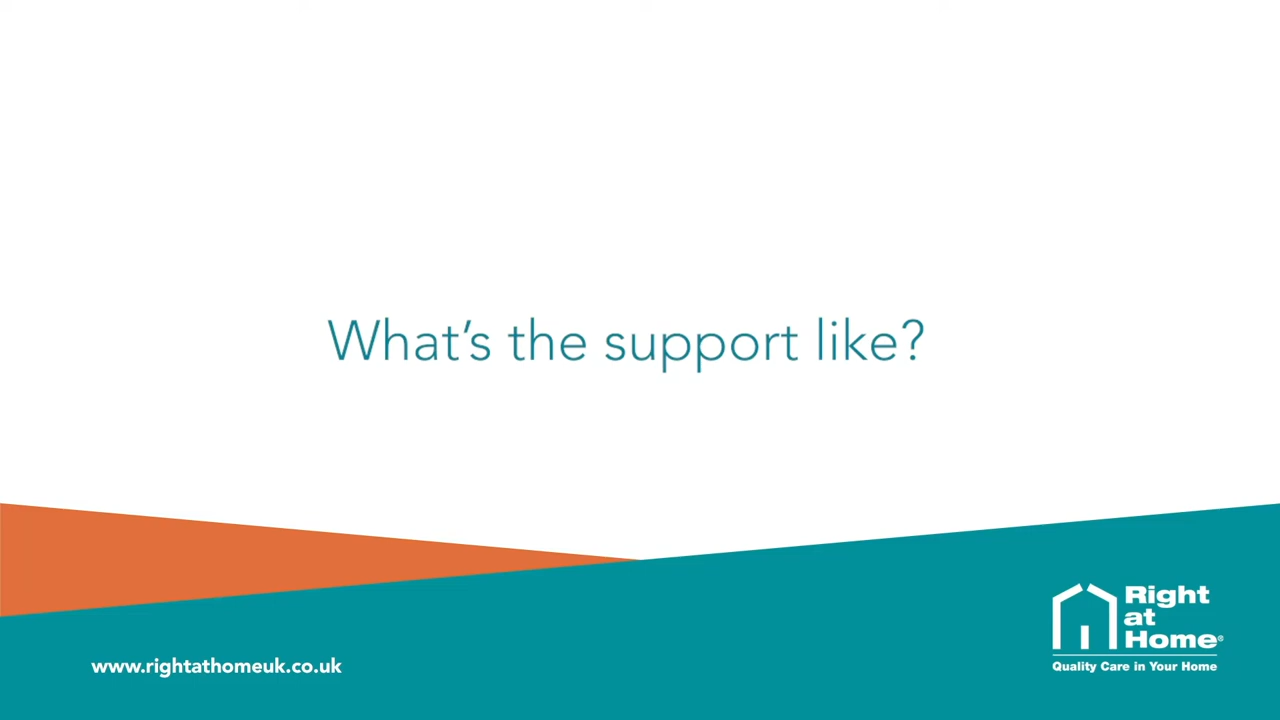 What's the support like?
www.rightathomeuk.co.uk
Right
at
Home®
Quality Care in Your Home